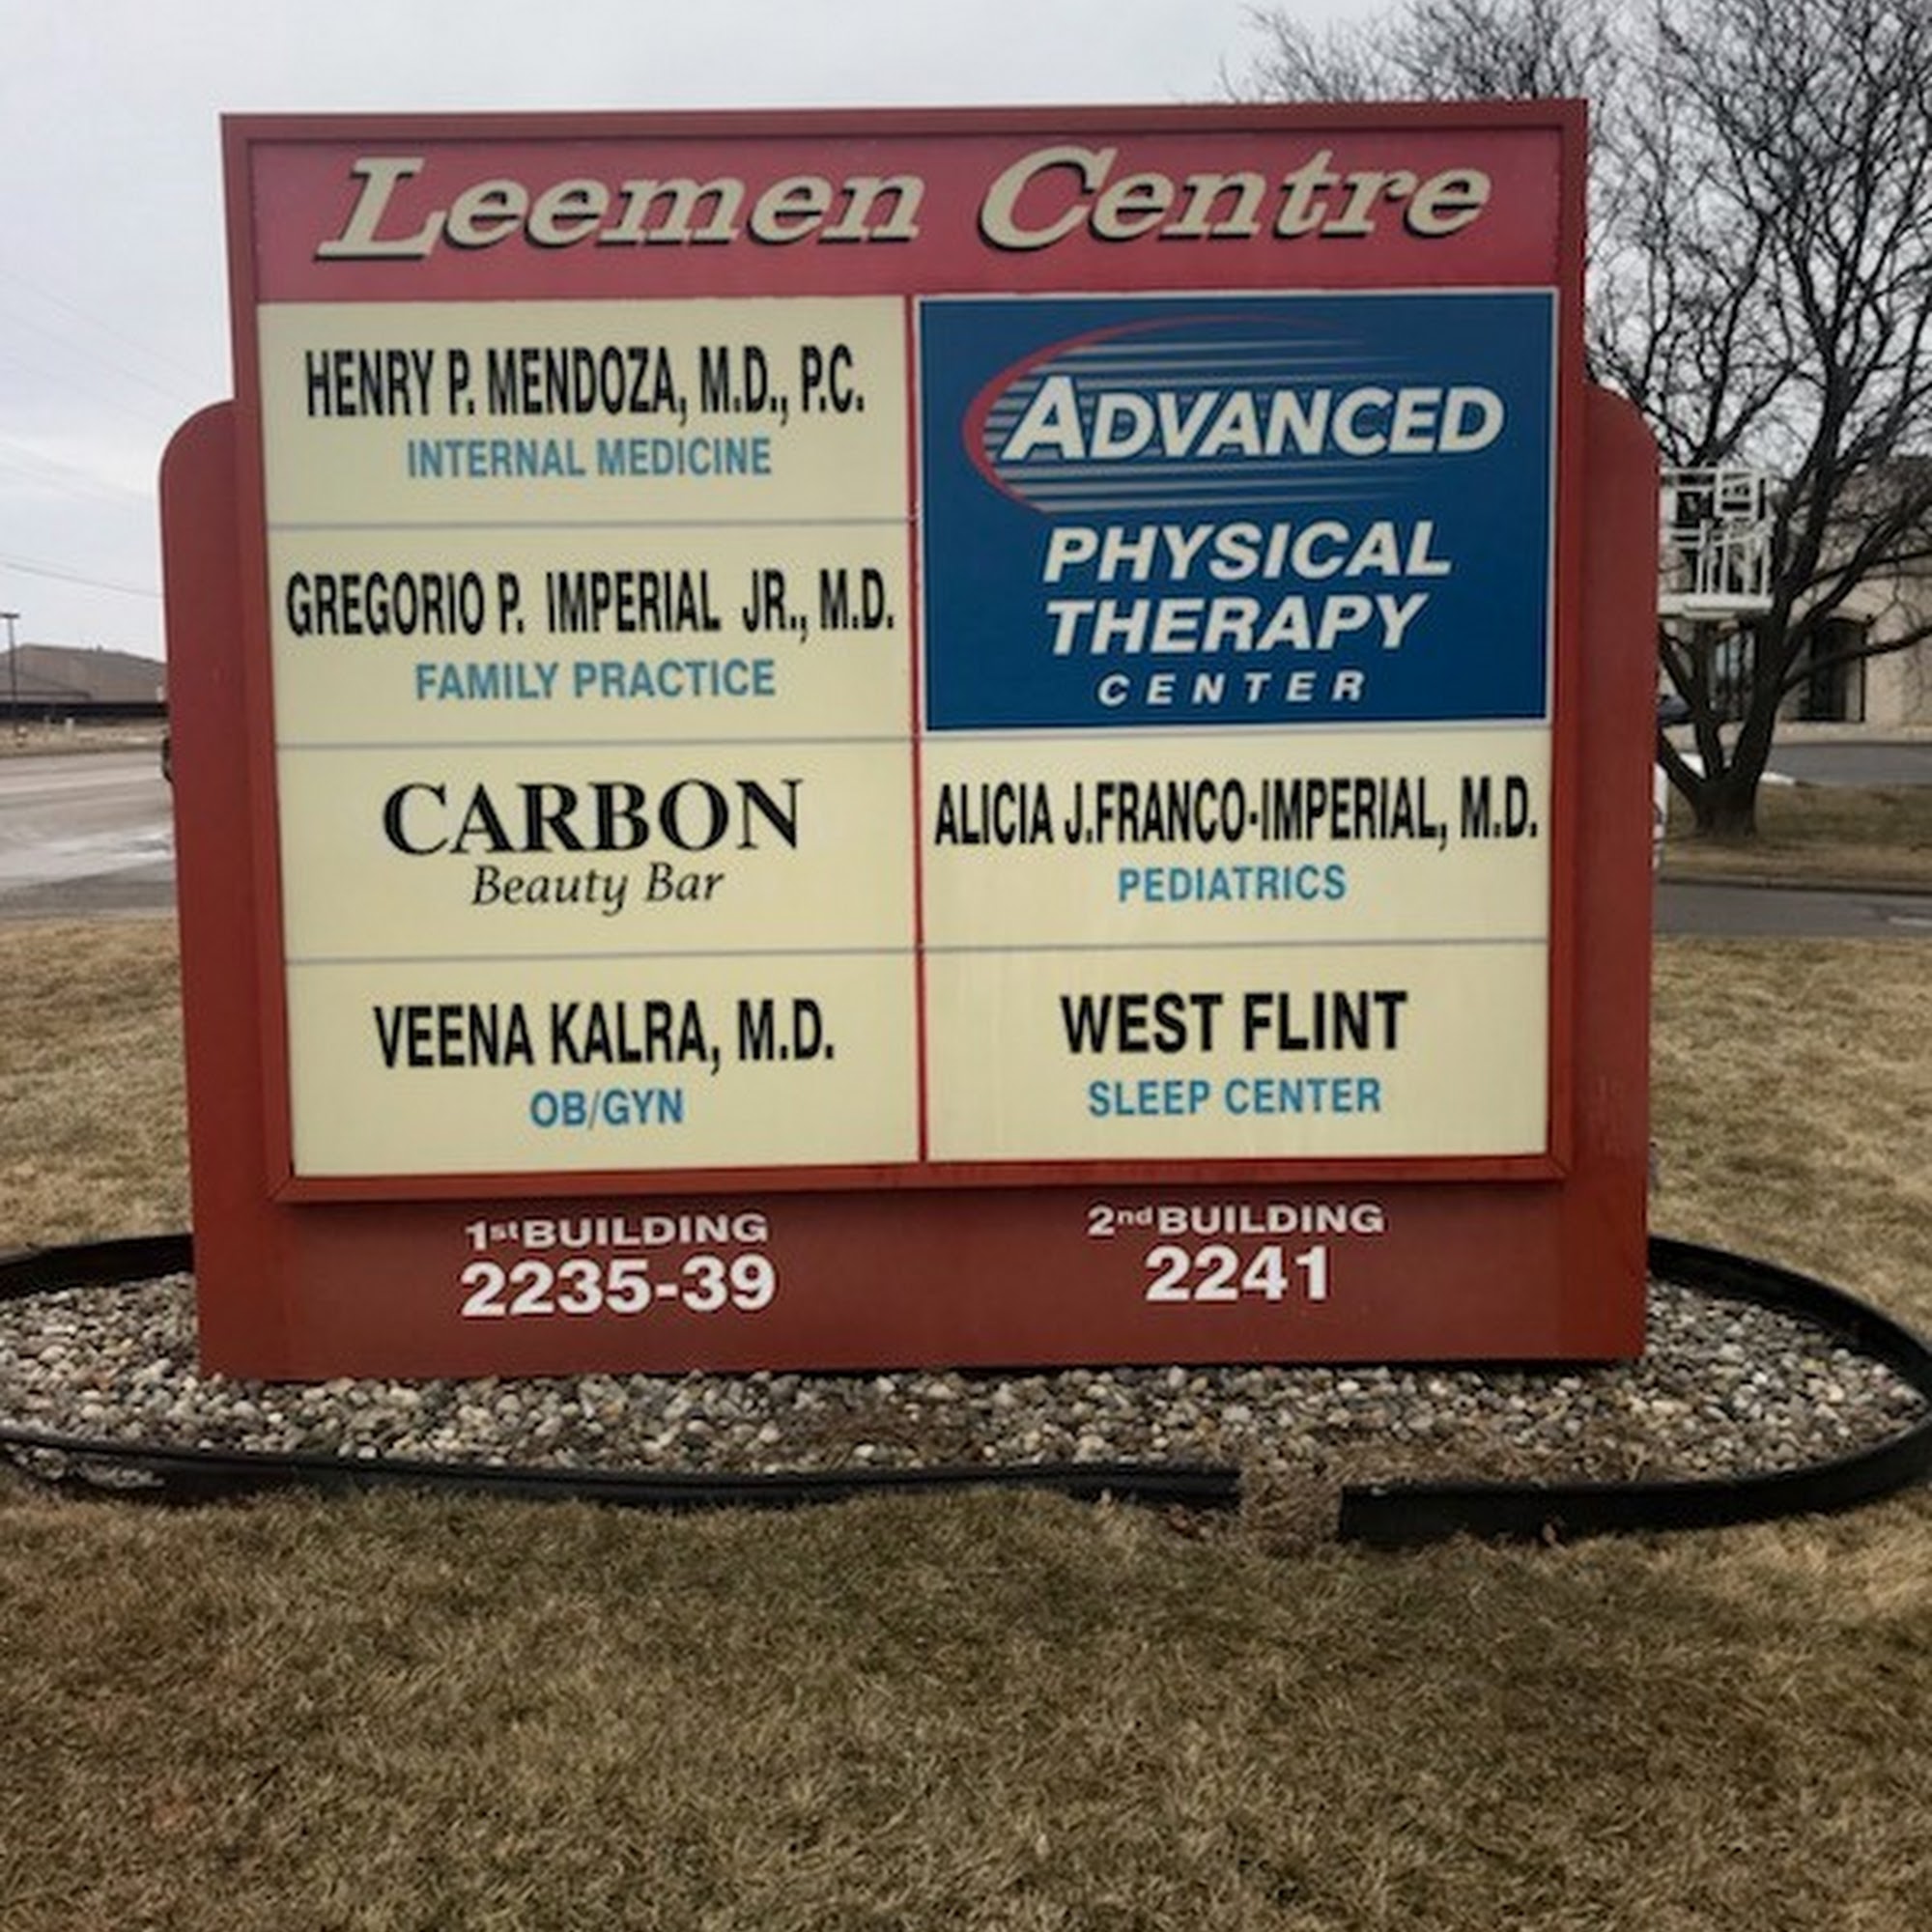 Leemen Centre
HENRY P. MENDOZA, M.D., P.C.
INTERNAL MEDICINE
GREGORIO P. IMPERIAL JR., M.D.
FAMILY PRACTICE
CARBON
Beauty Bar
VEENA KALRA, M.D.
OB/GYN
1st BUILDING
2235-39
ADVANCED
PHYSICAL
THERAPY
CENTER
ALICIA J.FRANCO-IMPERIAL, M.D.
PEDIATRICS
WEST FLINT
SLEEP CENTER
2nd BUILDING
2241